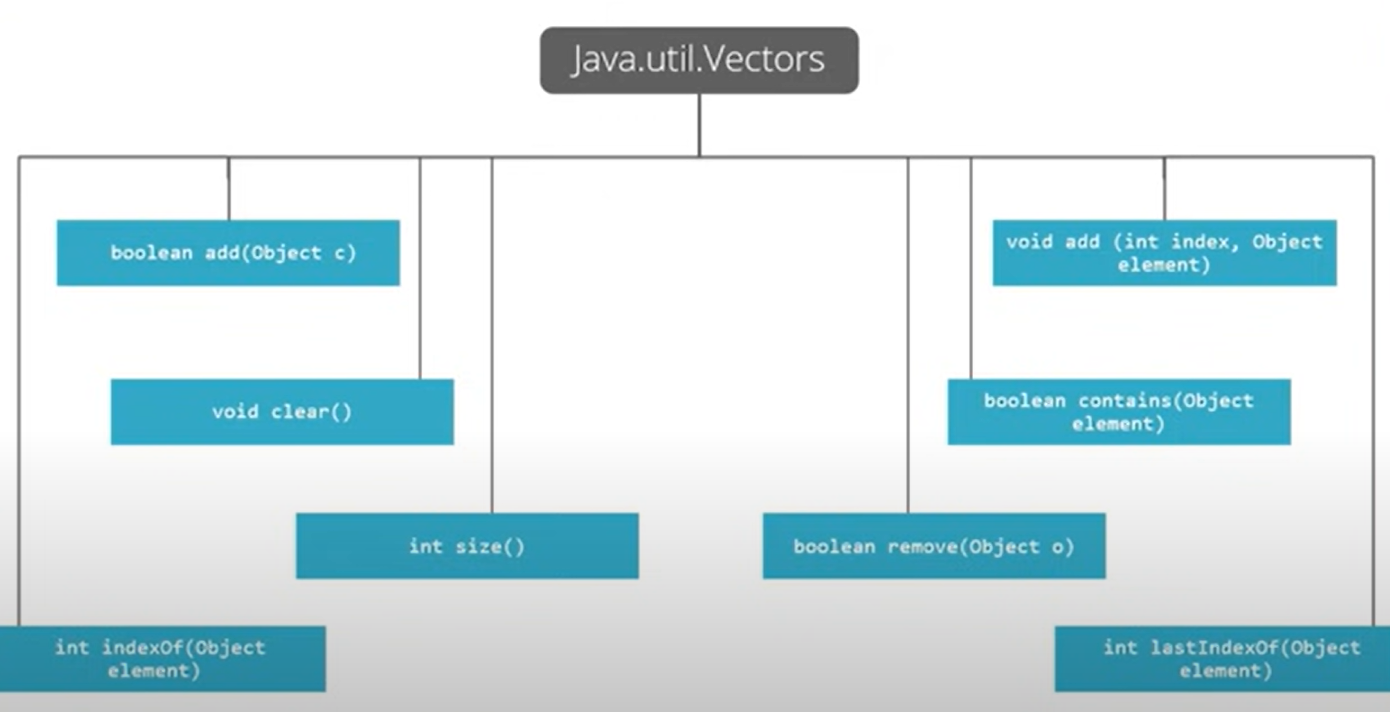 Java.util.Vectors
boolean add(Object c)
void add (int index, Object
element)
void clear()
boolean contains(Object
element)
int size()
boolean remove(Object o)
int indexOf(Object
element)
int lastIndexOf(Object
element)